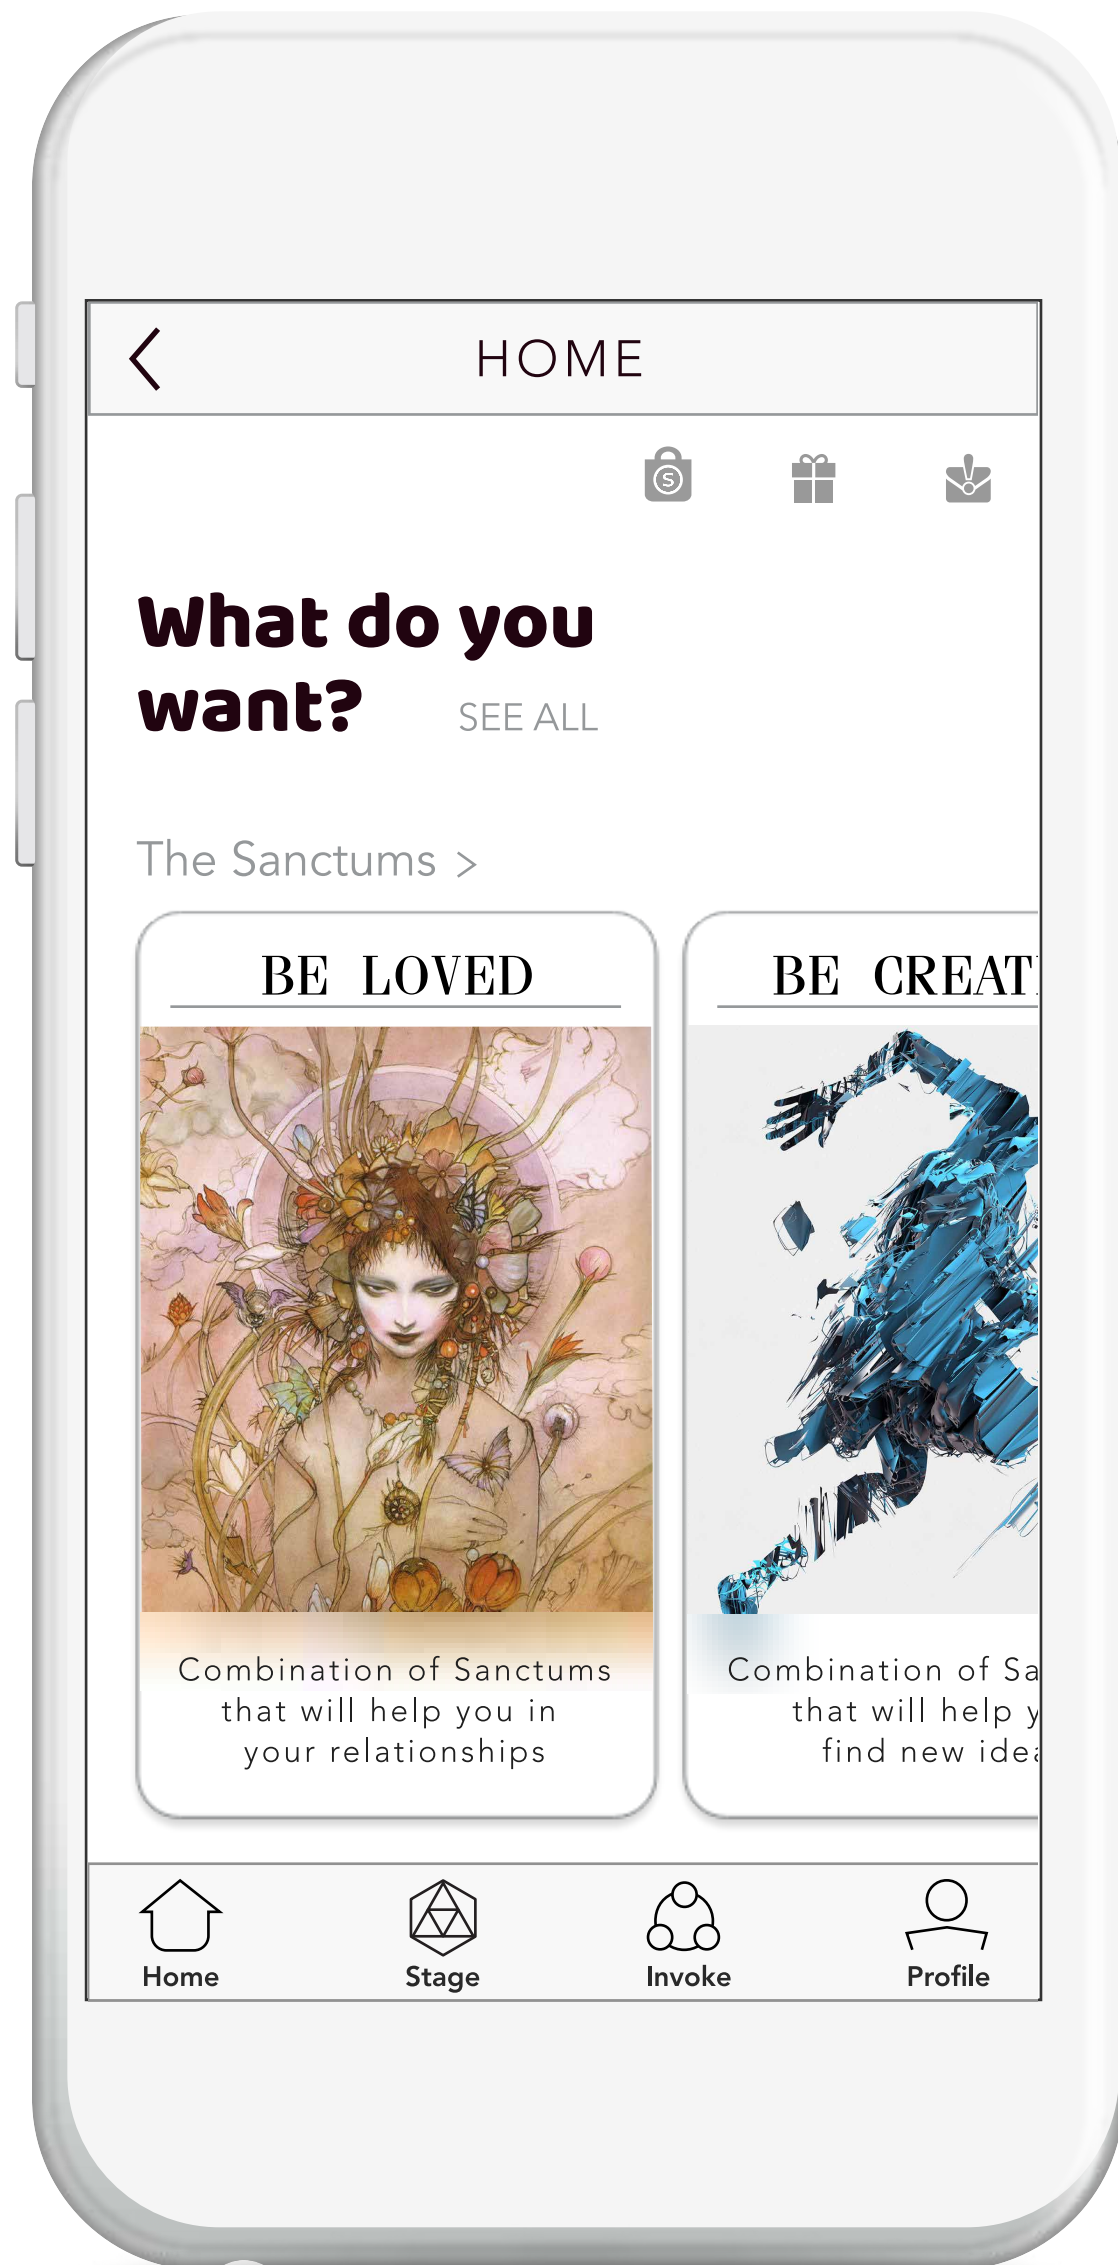 HOME
S
What do you
want?
SEE ALL
The Sanctums >
BE LOVED
Combination of Sanctums
that will help you in
your relationships
BE
Combination of
that will help
find new
Home
Stage
Invoke
Profile